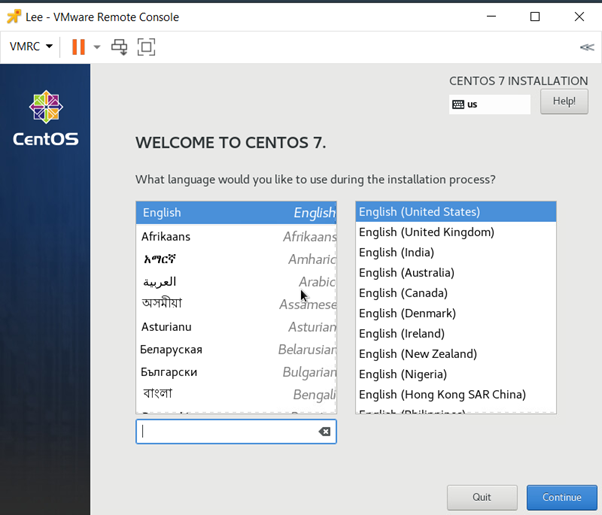 Lee - VMware Remote Console
VMRC
CentOS
CENTOS 7 INSTALLATION
us
Help!
WELCOME TO CENTOS 7.
What language would you like to use during the installation process?
English English
Afrikaans Afrikaans
አማርኛ Amharic
العربية Arabic
অসমীয়া Assamese
Asturianu Asturian
Беларуская Belarusian
Български Bulgarian
বাংলা Bengali
English (United States)
English (United Kingdom)
English (India)
English (Australia)
English (Canada)
English (Denmark)
English (Ireland)
English (New Zealand)
English (Nigeria)
English (Hong Kong SAR China)
English (Philippines)
Quit
Continue